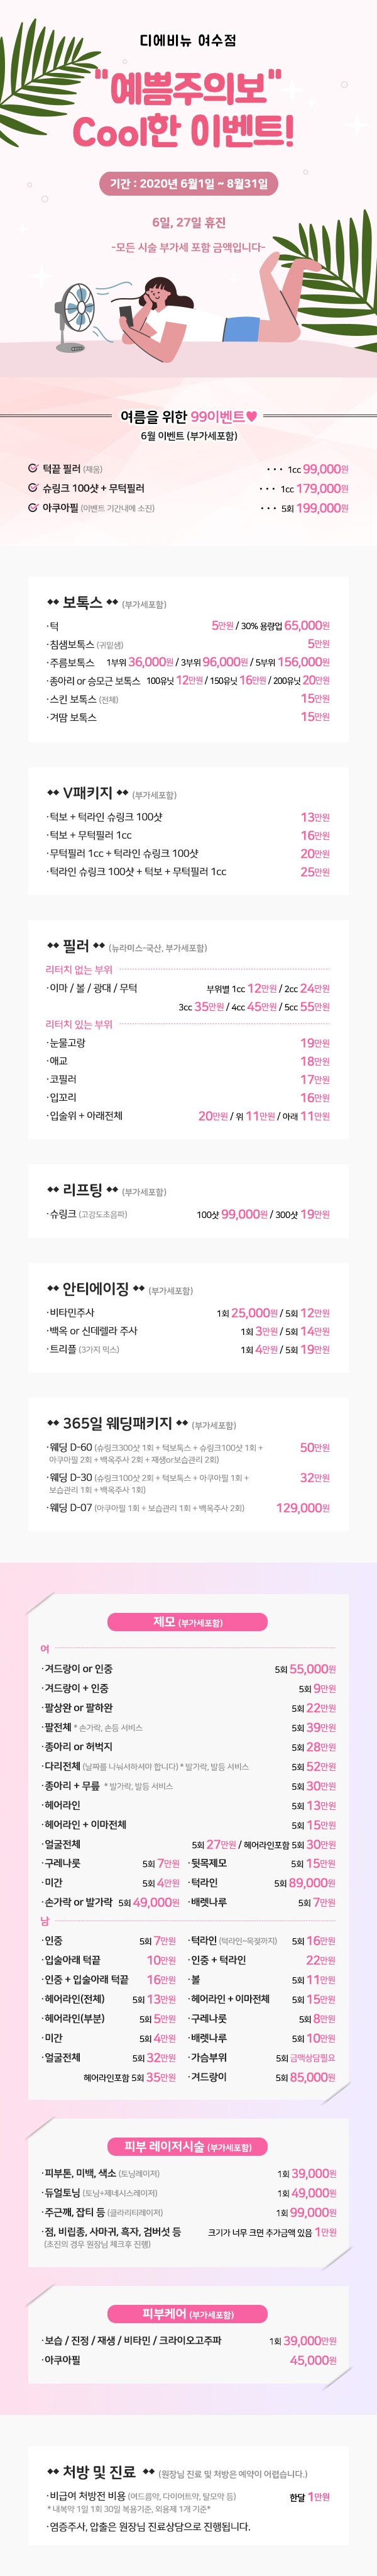 디에비뉴 여수점
"예쁨주의보"
Cool한 이벤트!
기간 : 2020년 6월1일 ~ 8월31일
6일, 27일 휴진
-모든 시술 부가세 포함 금액입니다-
여름을 위한 99이벤트♥
6월 이벤트 (부가세포함)
턱끝 필러 (채움) ··· 1cc 99,000원
슈링크 100샷 + 무턱필러 ··· 1cc 179,000원
아쿠아필 (이벤트 기간내에 소진) ··· 5회 199,000원
보톡스 (부가세포함)
·턱 5만원 / 30% 용량업 65,000원
·침샘보톡스 (귀밑샘) 5만원
·주름보톡스 1부위 36,000원 / 3부위 96,000원 / 5부위 156,000원
·종아리 or 승모근 보톡스 100유닛 12만원 / 150유닛 16만원 / 200유닛 20만원
·스킨 보톡스 (전체) 15만원
·겨땀 보톡스 15만원
V패키지 (부가세포함)
·턱보 + 턱라인 슈링크 100샷 13만원
·턱보 + 무턱필러 1cc 16만원
·무턱필러 1cc + 턱라인 슈링크 100샷 20만원
·턱라인 슈링크 100샷 + 턱보 + 무턱필러 1cc 25만원
필러 (뉴라미스-국산, 부가세포함)
리터치 없는 부위
·이마 / 볼 / 광대 / 무턱 부위별 1cc 12만원 / 2cc 24만원
3cc 35만원 / 4cc 45만원 / 5cc 55만원
리터치 있는 부위
·눈물고랑 19만원
·애교 18만원
·코필러 17만원
·입꼬리 16만원
·입술위 + 아래전체 20만원 / 위 11만원 / 아래 11만원
리프팅 (부가세포함)
·슈링크 (고강도초음파) 100샷 99,000원 / 300샷 19만원
안티에이징 (부가세포함)
·비타민주사 1회 25,000원 / 5회 12만원
·백옥 or 신데렐라 주사 1회 3만원 / 5회 14만원
·트리플 (3가지 믹스) 1회 4만원 / 5회 19만원
365일 웨딩패키지 (부가세포함)
·웨딩 D-60 (슈링크300샷 1회 + 턱보톡스 + 슈링크100샷 1회 + 50만원
아쿠아필 2회 + 백옥주사 2회 + 재생or보습관리 2회)
·웨딩 D-30 (슈링크100샷 2회 + 턱보톡스 + 아쿠아필 1회 + 32만원
보습관리 1회 + 백옥주사 1회)
·웨딩 D-07 (아쿠아필 1회 + 보습관리 1회 + 백옥주사 2회) 129,000원
제모 (부가세포함)
여
·겨드랑이 or 인중 5회 55,000원
·겨드랑이 + 인중 5회 9만원
·팔상완 or 팔하완 5회 22만원
·팔전체 * 손가락, 손등 서비스 5회 39만원
·종아리 or 허벅지 5회 28만원
·다리전체 (날짜를 나눠서하셔야 합니다) * 발가락, 발등 서비스 5회 52만원
·종아리 + 무릎 * 발가락, 발등 서비스 5회 30만원
·헤어라인 5회 13만원
·헤어라인 + 이마전체 5회 15만원
·얼굴전체 5회 27만원 / 헤어라인포함 5회 30만원
·구레나룻 5회 7만원 ·뒷목제모 5회 15만원
·미간 5회 4만원 ·턱라인 5회 89,000원
·손가락 or 발가락 5회 49,000원 ·배렛나루 5회 7만원
남
·인중 5회 7만원 ·턱라인 (턱라인~목젖까지) 5회 16만원
·입술아래 턱끝 10만원 ·인중 + 턱라인 22만원
·인중 + 입술아래 턱끝 16만원 ·볼 5회 11만원
·헤어라인(전체) 5회 13만원 ·헤어라인 + 이마전체 5회 15만원
·헤어라인(부분) 5회 5만원 ·구레나룻 5회 8만원
·미간 5회 4만원 ·배렛나루 5회 10만원
·얼굴전체 5회 32만원 ·가슴부위 5회 금액상담필요
헤어라인포함 5회 35만원 ·겨드랑이 5회 85,000원
피부 레이저시술 (부가세포함)
·피부톤, 미백, 색소 (토닝레이저) 1회 39,000원
·듀얼토닝 (토닝+제네시스레이저) 1회 49,000원
·주근깨, 잡티 등 (클라리티레이저) 1회 99,000원
·점, 비립종, 사마귀, 흑자, 검버섯 등 크기가 너무 크면 추가금액 있음 1만원
(초진의 경우 원장님 체크후 진행)
피부케어 (부가세포함)
·보습 / 진정 / 재생 / 비타민 / 크라이오고주파 1회 39,000만원
·아쿠아필 45,000원
처방 및 진료 (원장님 진료 및 처방은 예약이 어렵습니다.)
·비급여 처방전 비용 (여드름약, 다이어트약, 탈모약 등) 한달 1만원
* 내복약 1일 1회 30일 복용기준, 외용제 1개 기준*
·염증주사, 압출은 원장님 진료상담으로 진행됩니다.